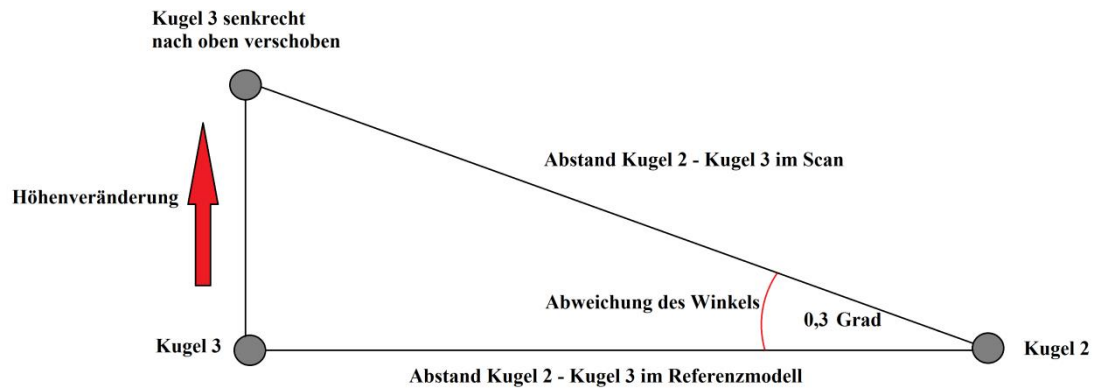 Kugel 3 senkrecht
nach oben verschoben
Abstand Kugel 2 - Kugel 3 im Scan
Höhenveränderung
Abweichung des Winkels
0,3 Grad
Kugel 3
Kugel 2
Abstand Kugel 2 - Kugel 3 im Referenzmodell